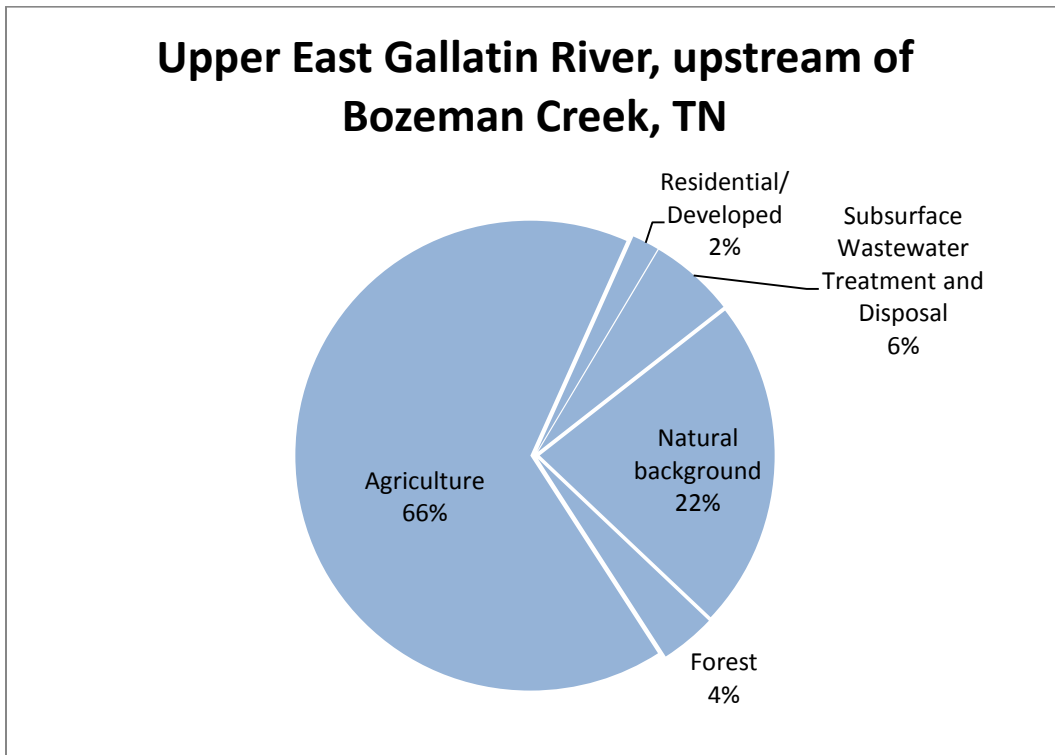 Upper East Gallatin River, upstream of
Bozeman Creek, TN
Residential/
Developed
2%
Subsurface
Wastewater
Treatment and
Disposal
6%
Natural
background
22%
Agriculture
66%
Forest
4%